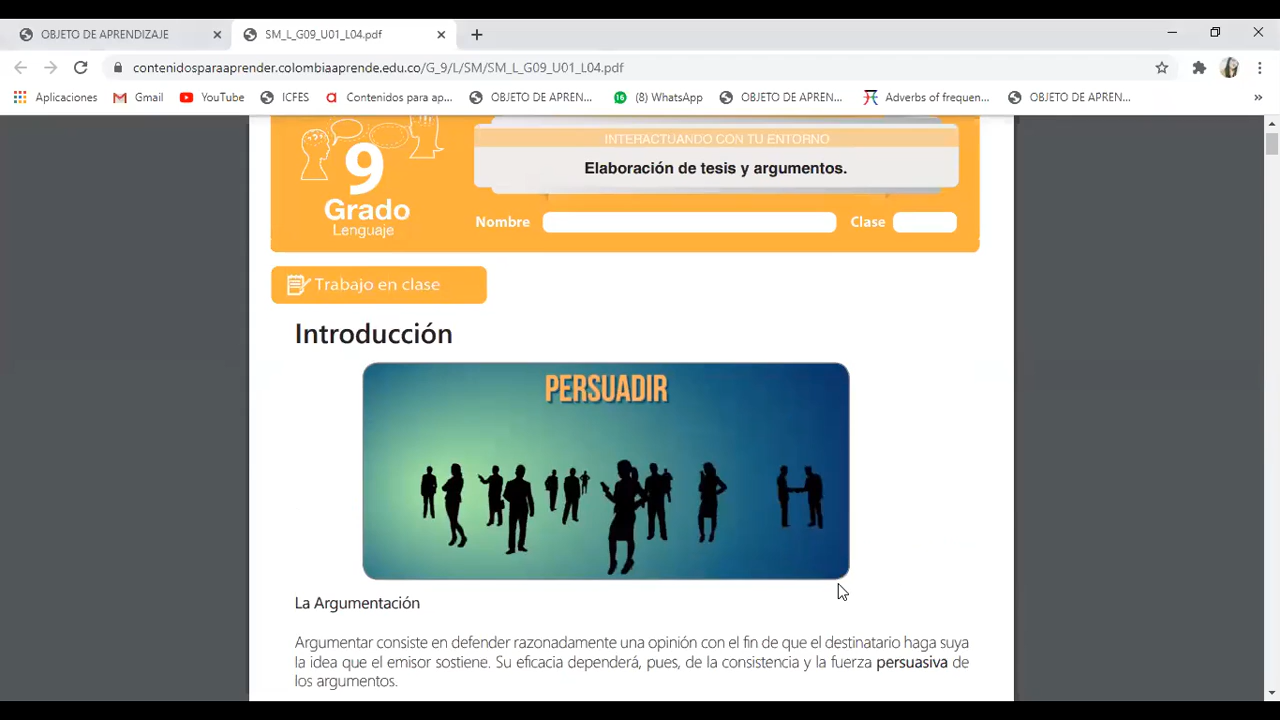 OBJETO DE APRENDIZAJE
SM_L_G09_U01_L04.pdf
contenidosparaaprender.colombiaaprende.edu.co/G_9/L/SM/SM_L_G09_U01_L04.pdf
Aplicaciones Gmail YouTube ICFES Contenidos para ap... OBJETO DE APREN... (8) WhatsApp OBJETO DE APREN... Adverbs of frequen... OBJETO DE APREN... »
9
Grado
Lenguaje
INTERACTUANDO CON TU ENTORNO
Elaboración de tesis y argumentos.
Nombre Clase
Trabajo en clase
Introducción
PERSUADIR
La Argumentación
Argumentar consiste en defender razonadamente una opinión con el fin de que el destinatario haga suya
la idea que el emisor sostiene. Su eficacia dependerá, pues, de la consistencia y la fuerza persuasiva de
los argumentos.